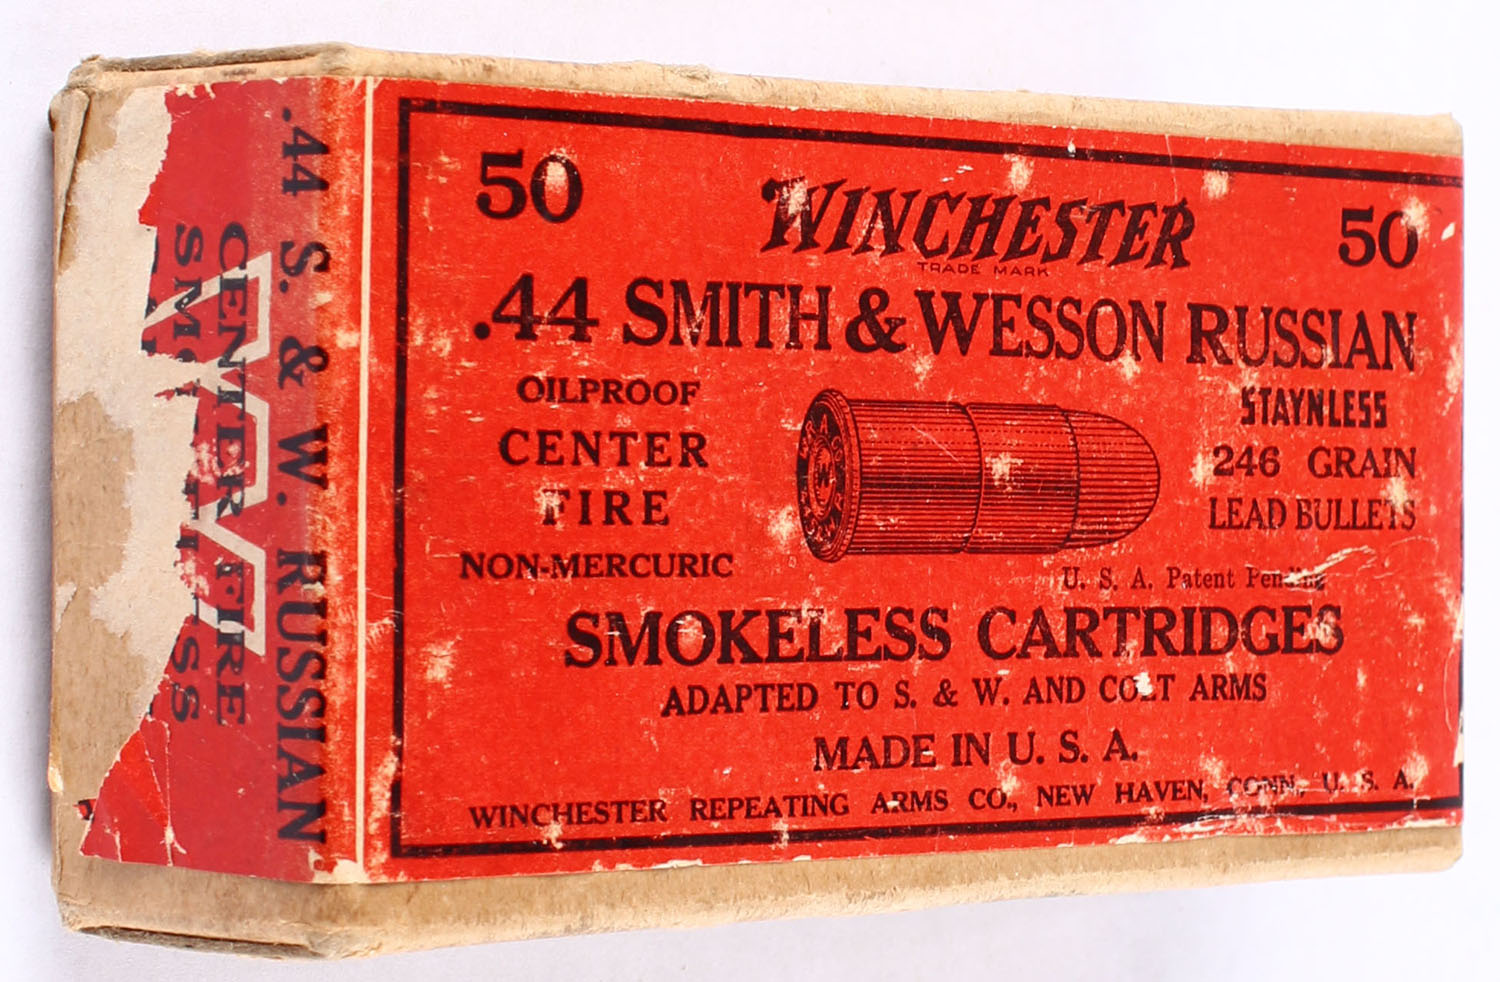 50
WINCHESTER
50
TRADE MARK
.44 SMITH & WESSON RUSSIAN
OILPROOF
CENTER
FIRE
NON-MERCURIC
STAYNLESS
246 GRAIN
LEAD BULLETS
U. S. A. Patent Pending
SMOKELESS CARTRIDGES
ADAPTED TO S. & W. AND COLT ARMS
MADE IN U. S. A.
WINCHESTER REPEATING ARMS CO., NEW HAVEN, CONN., U. S. A.
.44 S. & W. RUSSIAN
CENTER FIRE